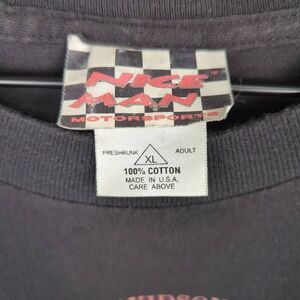 NICE
MAN
MOTORSPORTS
PRESHRUNK XL ADULT
100% COTTON
MADE IN U.S.A.
CARE ABOVE